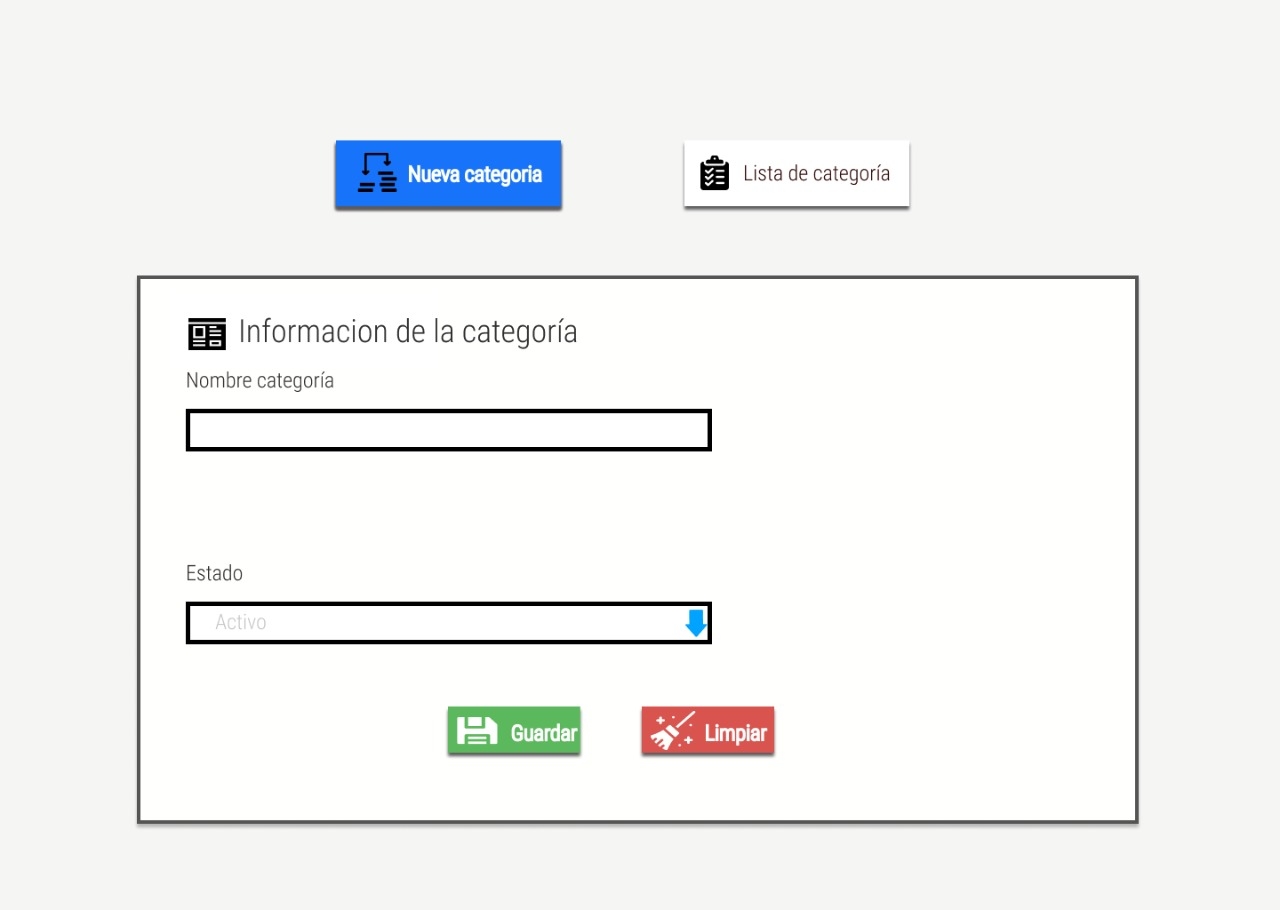 Nueva categoria
Lista de categoría
Informacion de la categoría
Nombre categoría
Estado
Activo
Guardar
Limpiar